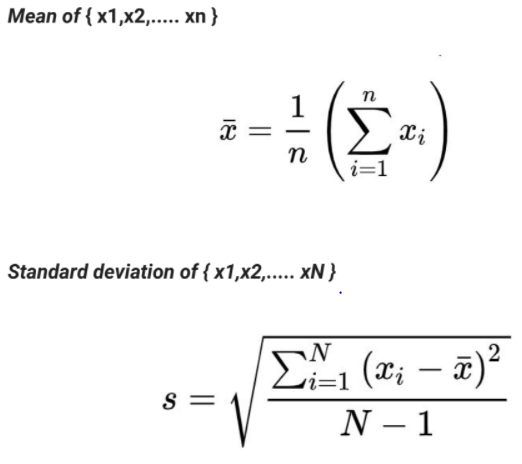 Mean of { x1,x2,..... xn }
x̄ = 1/n ( ∑_{i=1}^{n} x_i )
Standard deviation of { x1,x2,..... xN }
s = √( ∑_{i=1}^{N} (x_i − x̄)^2 / N − 1 )